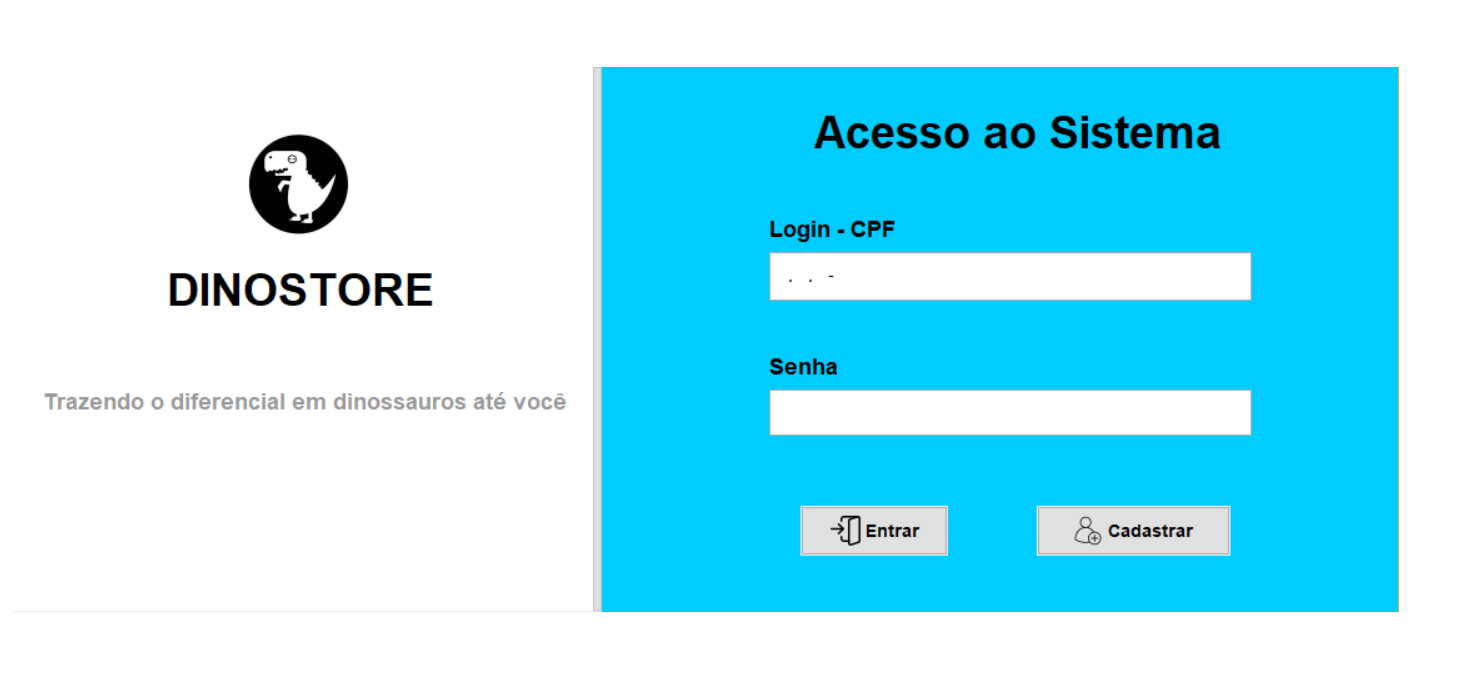 DINOSTORE
Trazendo o diferencial em dinossauros até você
Acesso ao Sistema
Login - CPF
. . -
Senha
Entrar
Cadastrar